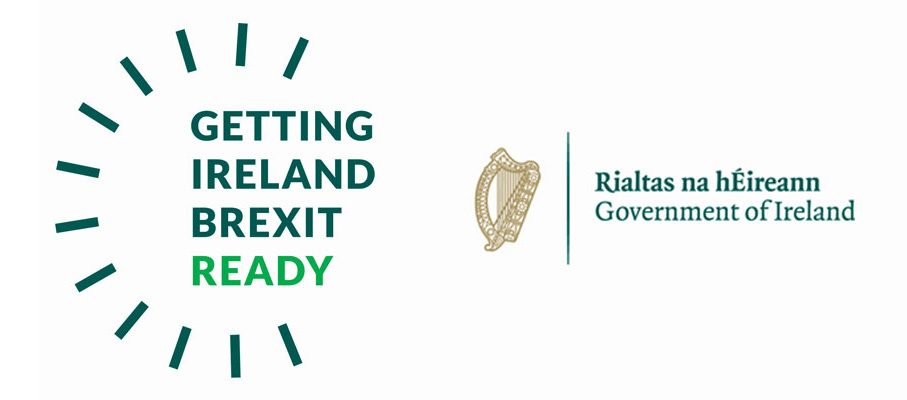 GETTING
IRELAND
BREXIT
READY
Rialtas na hÉireann
Government of Ireland